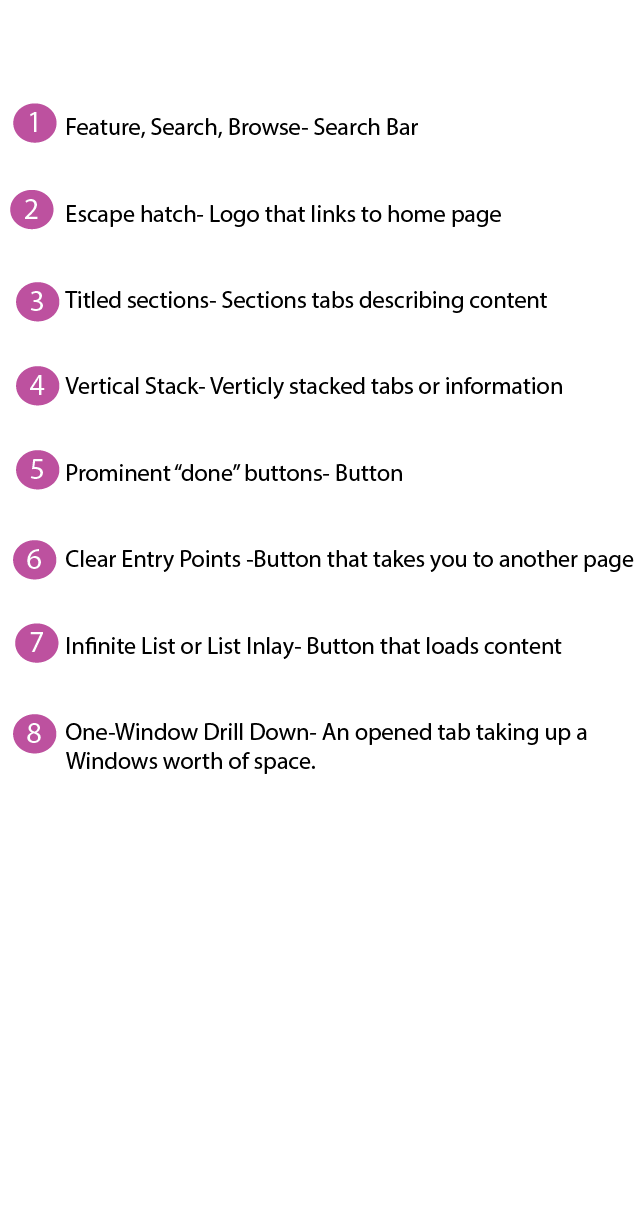 1 Feature, Search, Browse- Search Bar
2 Escape hatch- Logo that links to home page
3 Titled sections- Sections tabs describing content
4 Vertical Stack- Verticly stacked tabs or information
5 Prominent “done” buttons- Button
6 Clear Entry Points -Button that takes you to another page
7 Infinite List or List Inlay- Button that loads content
8 One-Window Drill Down- An opened tab taking up a
Windows worth of space.